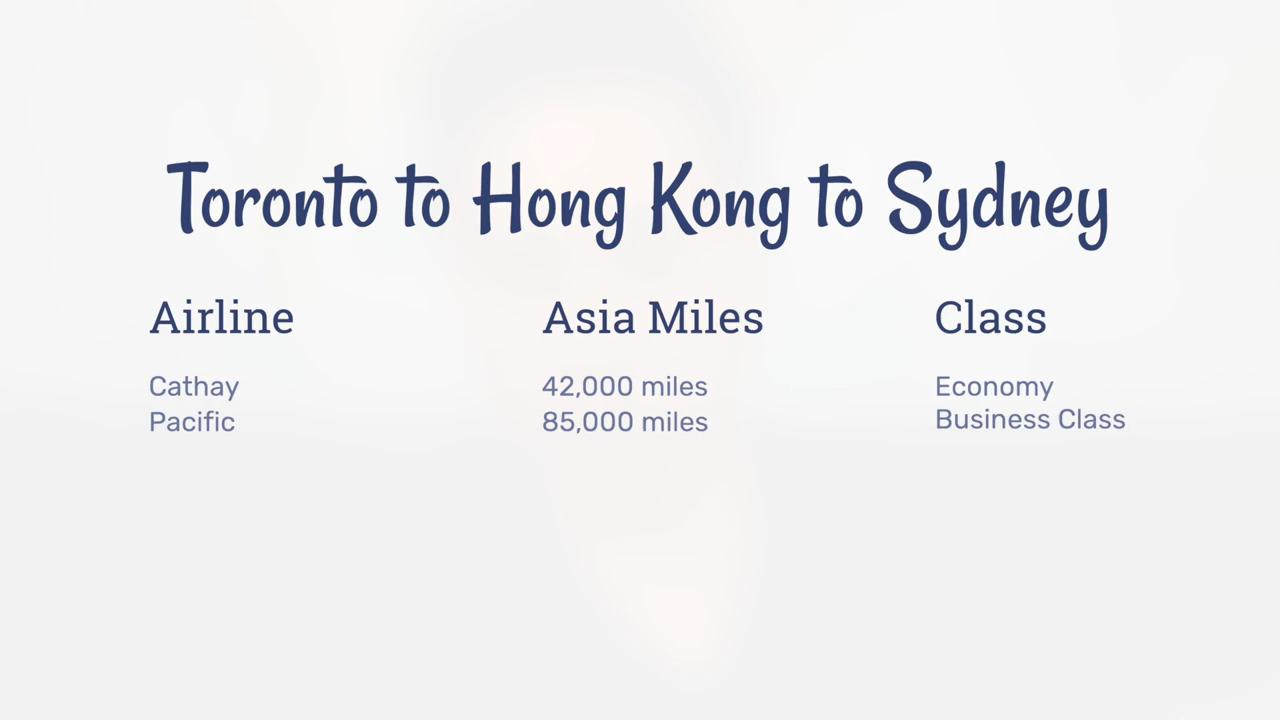 Toronto to Hong Kong to Sydney
Airline
Asia Miles
Class
Cathay
Pacific
42,000 miles
85,000 miles
Economy
Business Class